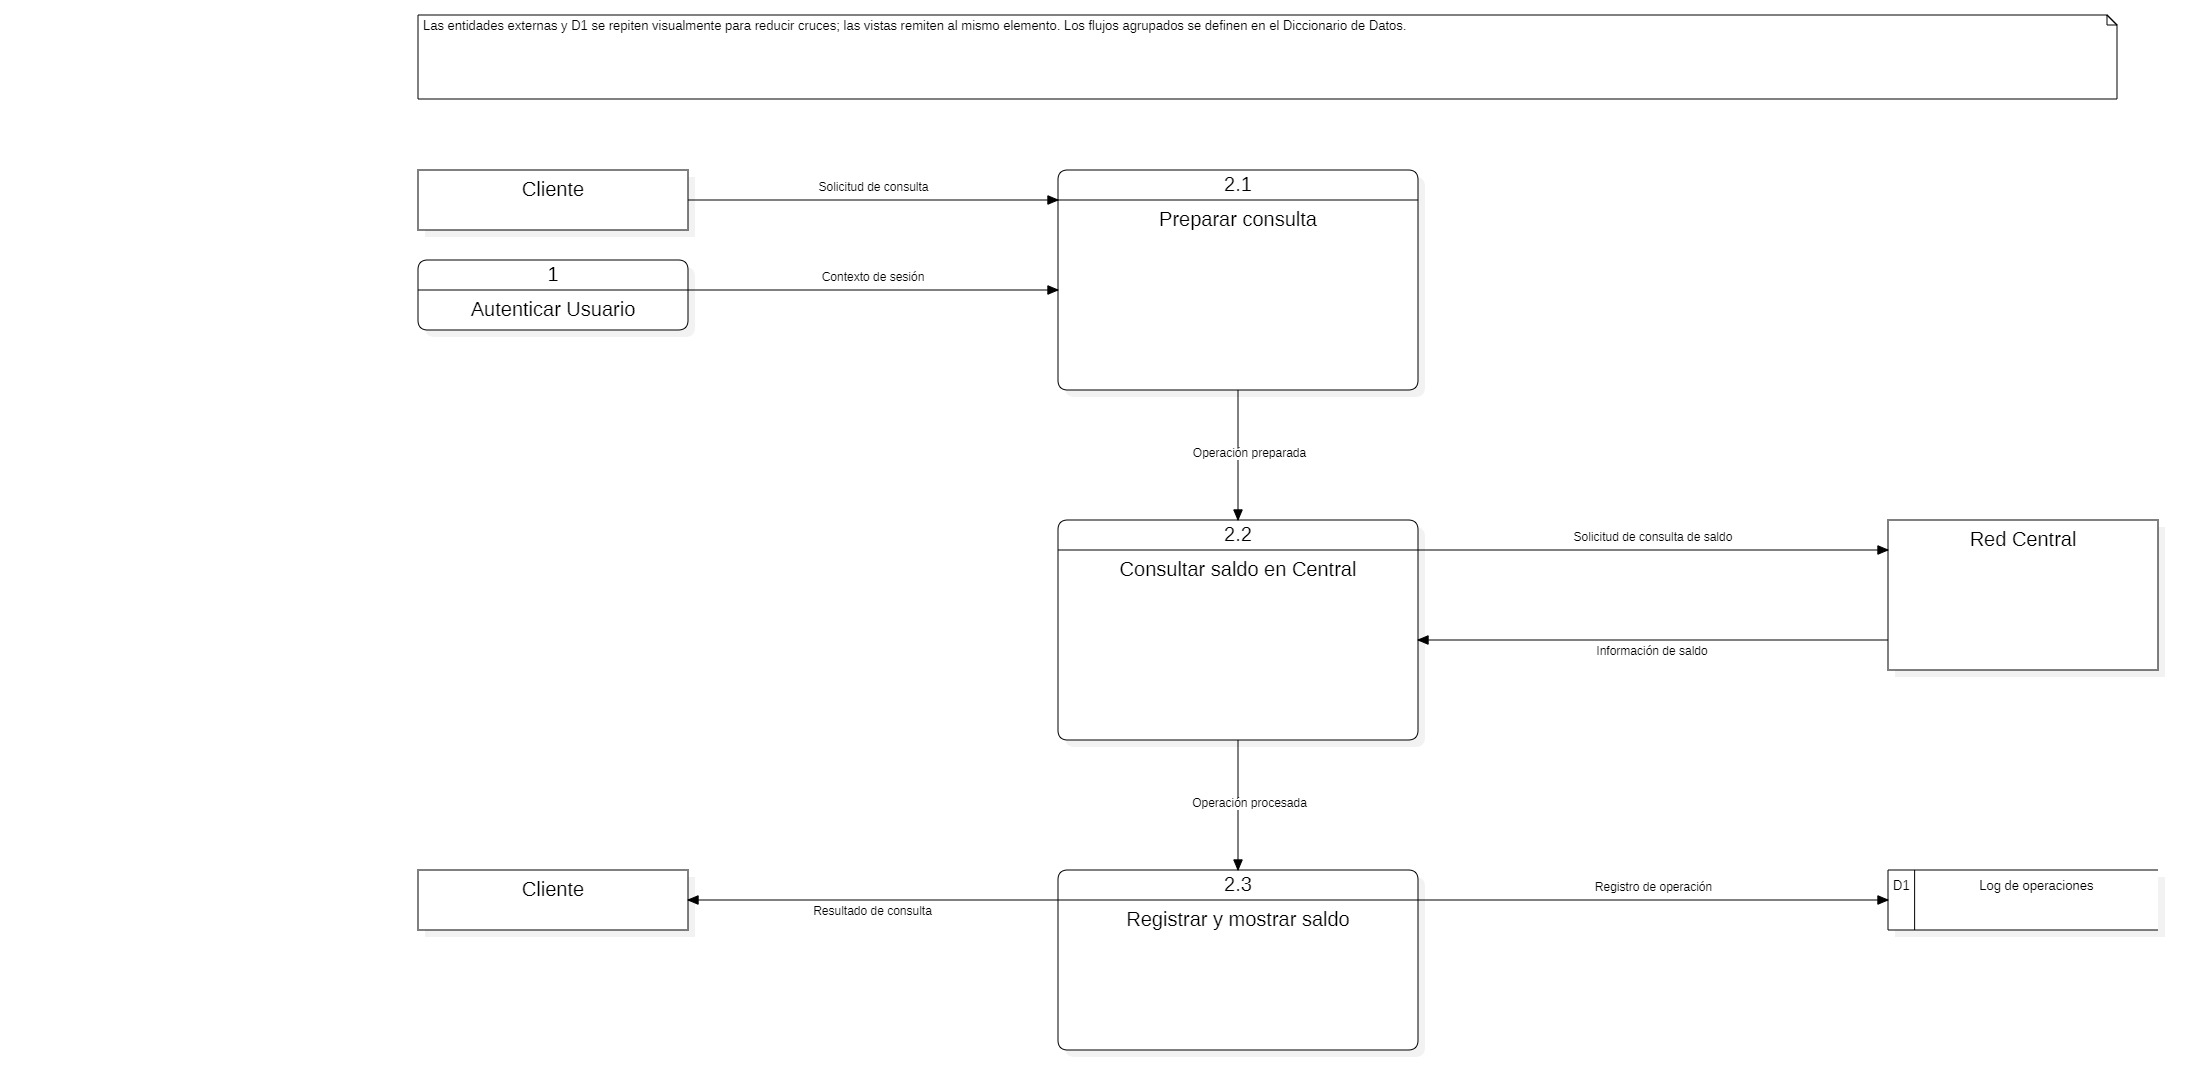 Las entidades externas y D1 se repiten visualmente para reducir cruces; las vistas remiten al mismo elemento. Los flujos agrupados se definen en el Diccionario de Datos.
Cliente
Solicitud de consulta
2.1
Preparar consulta
1
Autenticar Usuario
Contexto de sesión
Operación preparada
2.2
Consultar saldo en Central
Solicitud de consulta de saldo
Red Central
Información de saldo
Operación procesada
Cliente
Resultado de consulta
2.3
Registrar y mostrar saldo
Registro de operación
D1
Log de operaciones